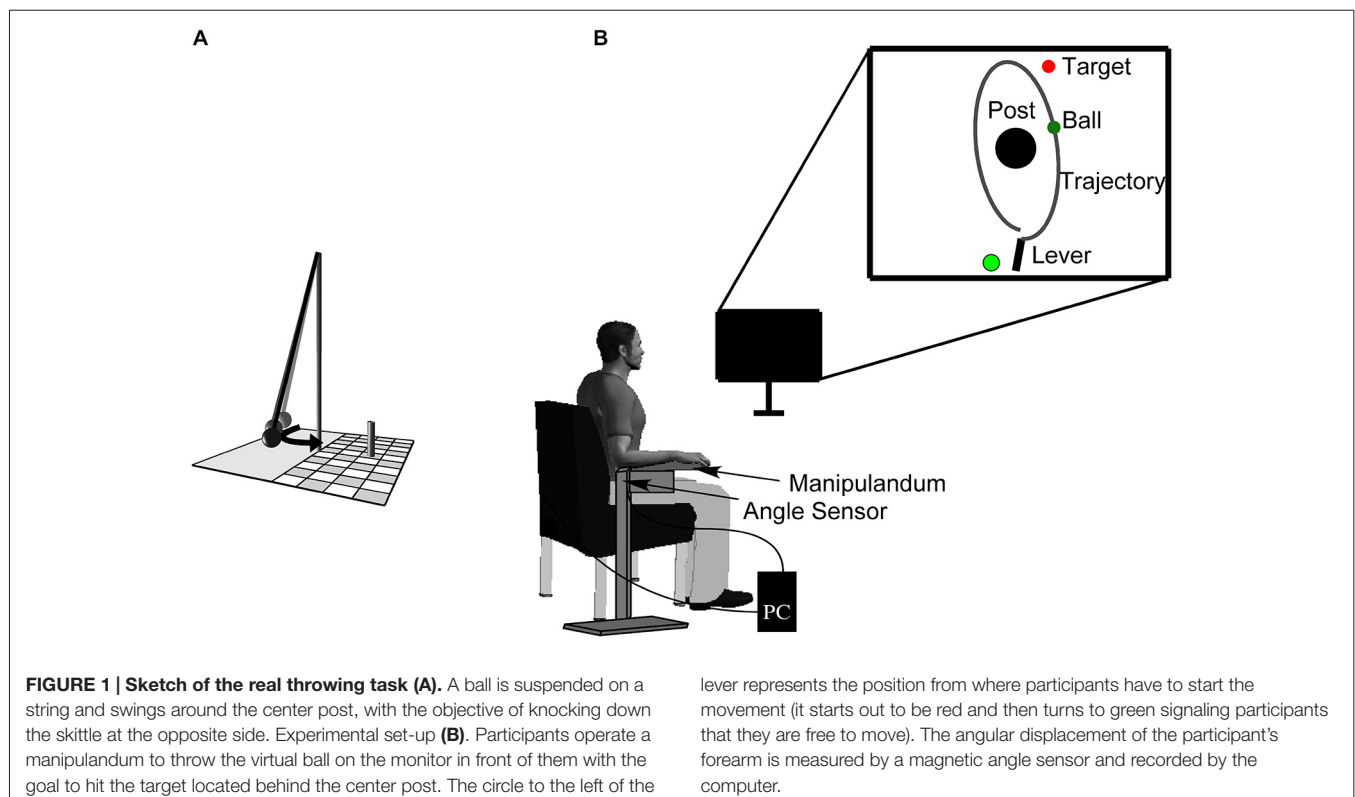 A
B
Target
Post
Ball
Trajectory
Lever
Manipulandum
Angle Sensor
PC
FIGURE 1 | Sketch of the real throwing task (A). A ball is suspended on a
string and swings around the center post, with the objective of knocking down
the skittle at the opposite side. Experimental set-up (B). Participants operate a
manipulandum to throw the virtual ball on the monitor in front of them with the
goal to hit the target located behind the center post. The circle to the left of the
lever represents the position from where participants have to start the
movement (it starts out to be red and then turns to green signaling participants
that they are free to move). The angular displacement of the participant's
forearm is measured by a magnetic angle sensor and recorded by the
computer.